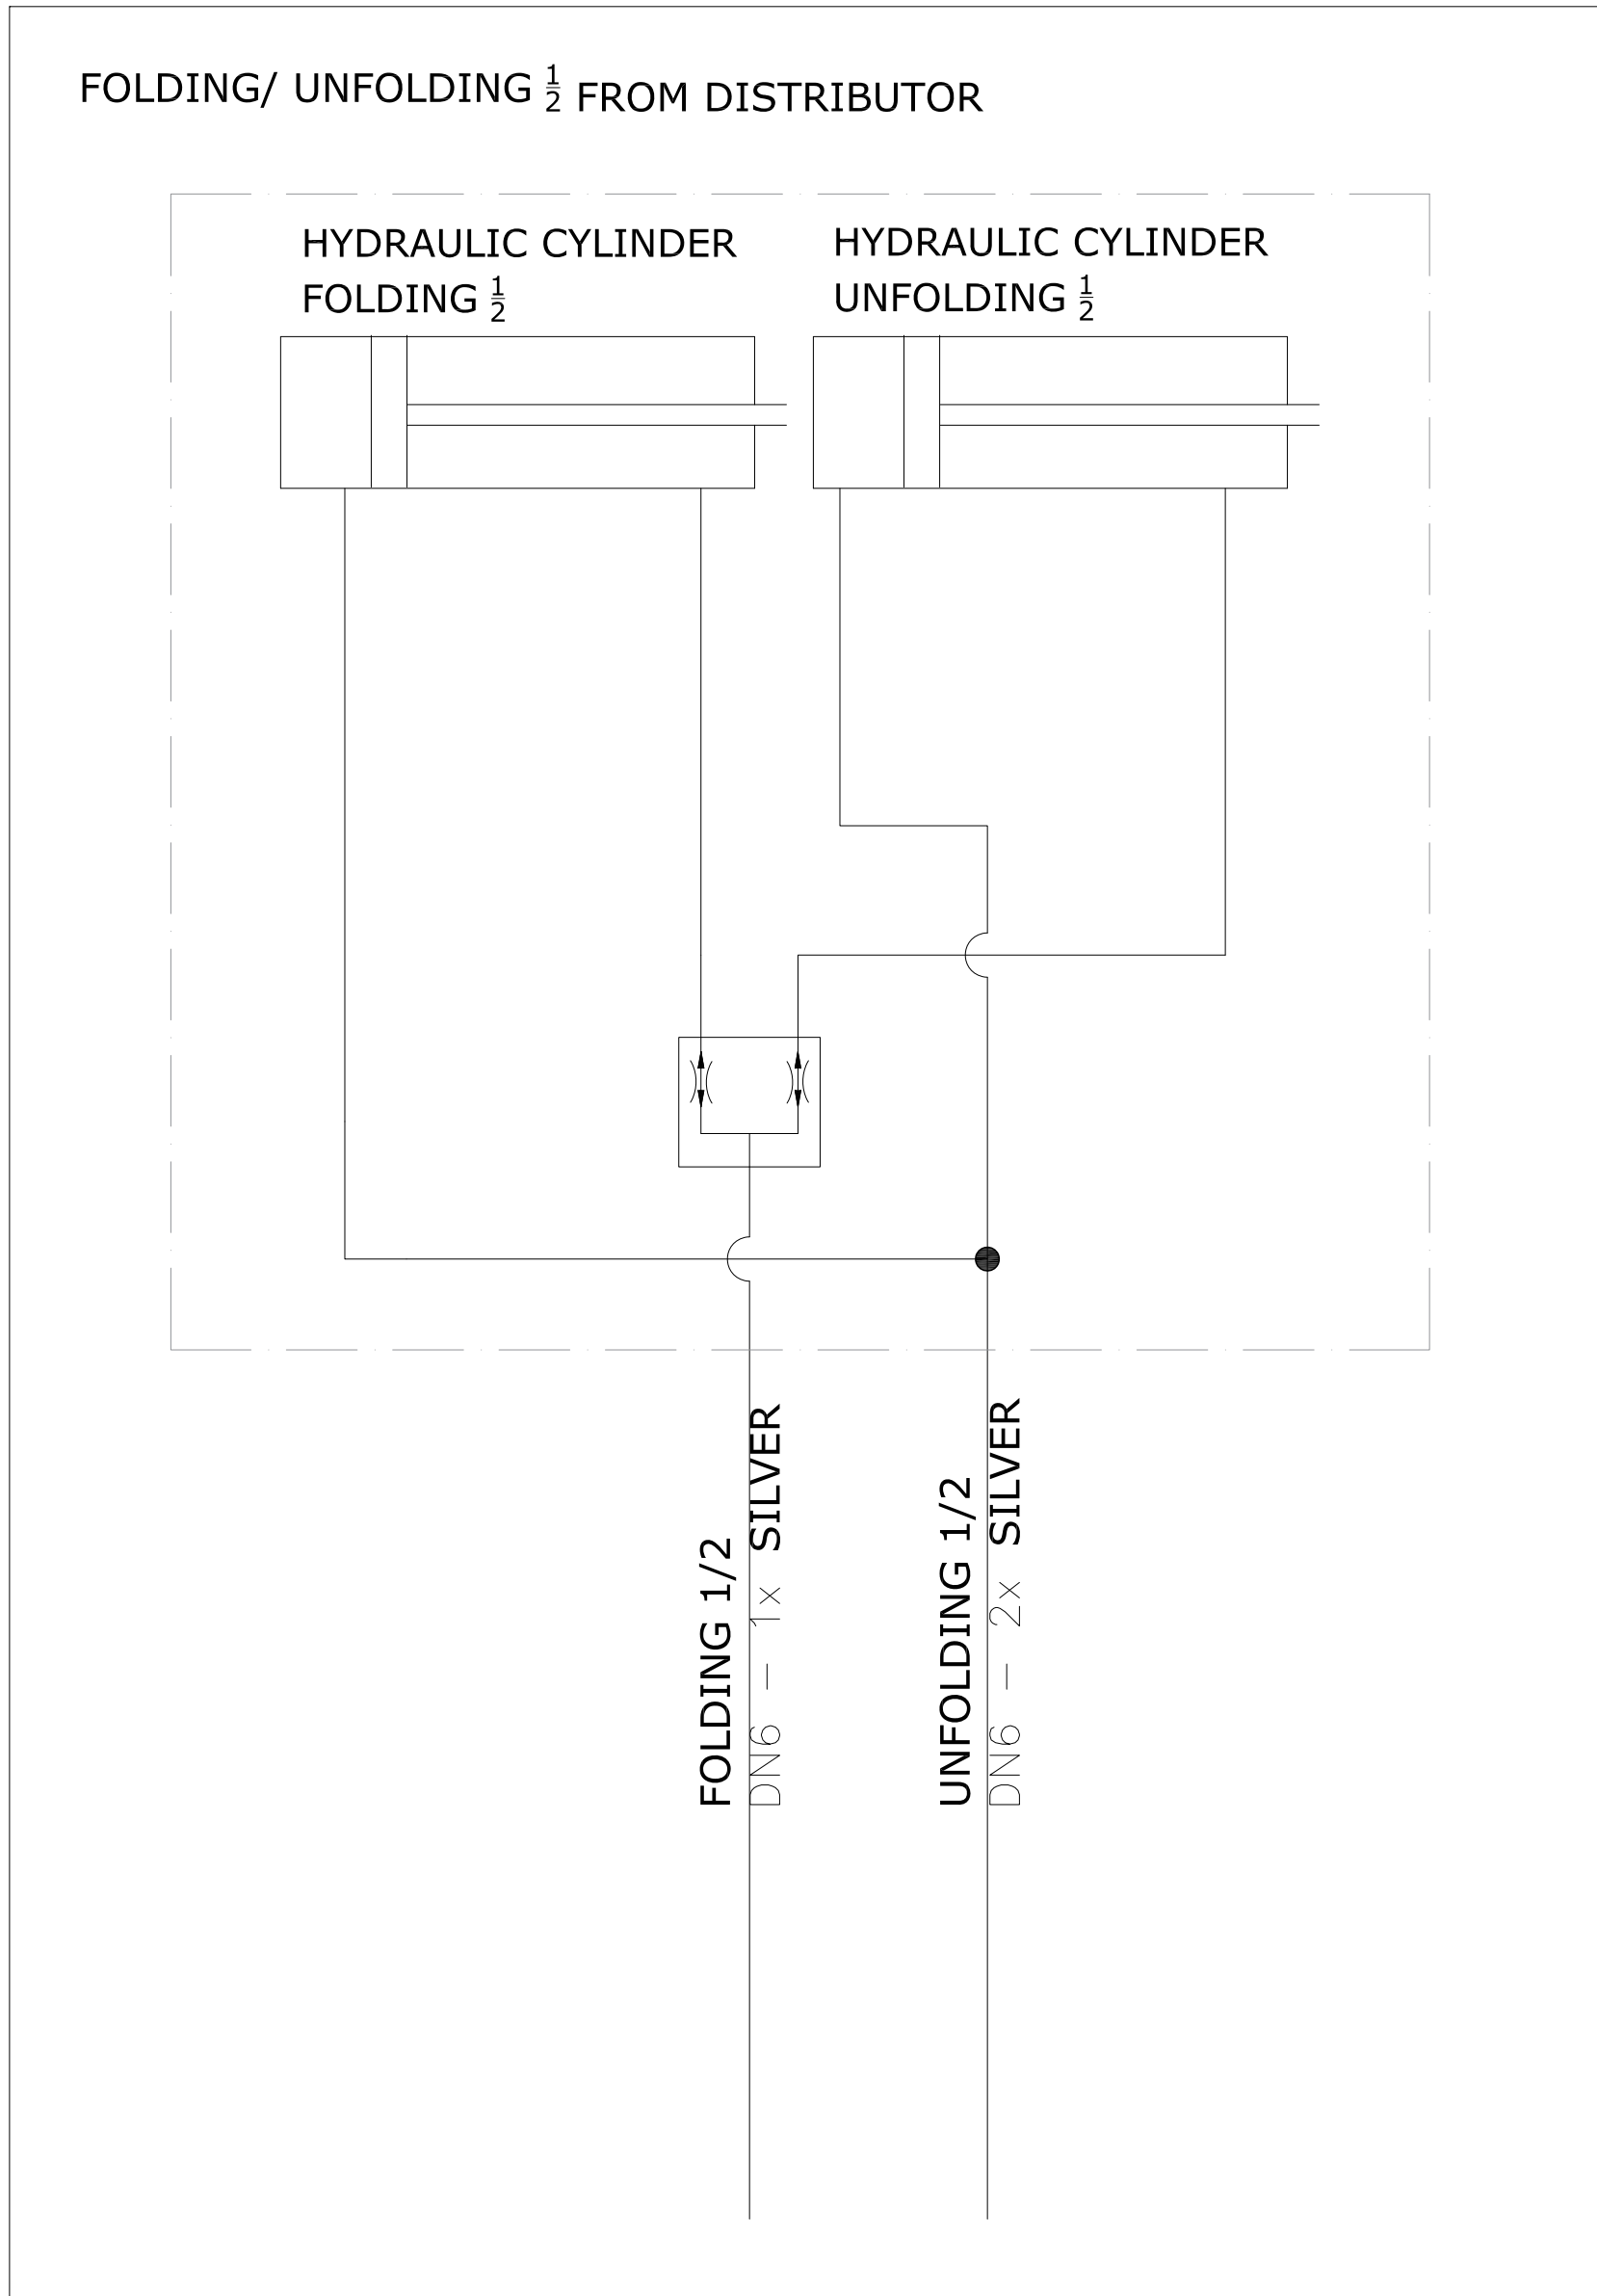 FOLDING/ UNFOLDING 1/2 FROM DISTRIBUTOR
HYDRAULIC CYLINDER
FOLDING 1/2
HYDRAULIC CYLINDER
UNFOLDING 1/2
FOLDING 1/2
DN6 - 1x SILVER
UNFOLDING 1/2
DN6 - 2x SILVER